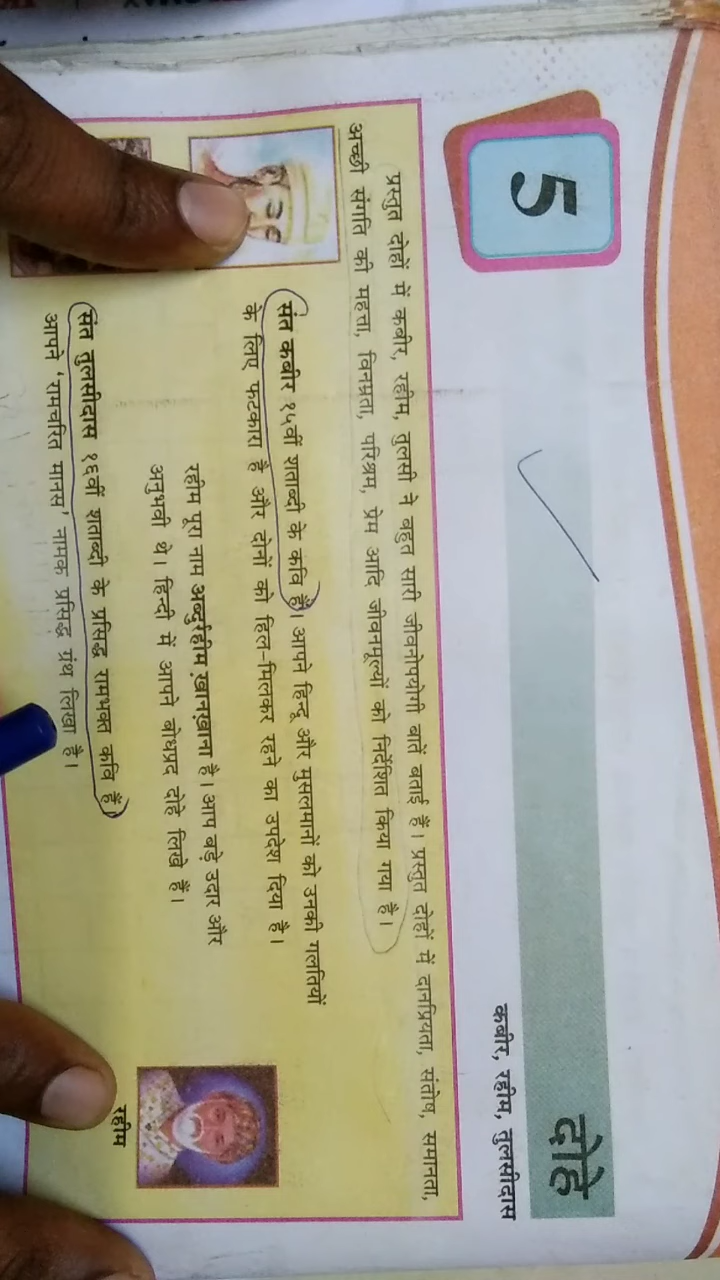 5
दोहे
कबीर, रहीम, तुलसीदास
प्रस्तुत दोहों में कबीर, रहीम, तुलसी ने बहुत सारी जीवनोपयोगी बातें बताई हैं। प्रस्तुत दोहों में दानप्रियता, संतोष, समानता,
अच्छी संगति की महत्ता, विनम्रता, परिश्रम, प्रेम आदि जीवनमूल्यों को निर्देशित किया गया है।
संत कबीर १५वीं शताब्दी के कवि हैं। आपने हिन्दू और मुसलमानों को उनकी गलतियों
के लिए फटकारा है और दोनों को हिल-मिलकर रहने का उपदेश दिया है।
रहीम पूरा नाम अब्दुर्रहीम ख़ानख़ाना है। आप बड़े उदार और
अनुभवी थे। हिन्दी में आपने बोधप्रद दोहे लिखे हैं।
रहीम
संत तुलसीदास १६वीं शताब्दी के प्रसिद्ध रामभक्त कवि हैं।
आपने ‘रामचरित मानस’ नामक प्रसिद्ध ग्रंथ लिखा है।